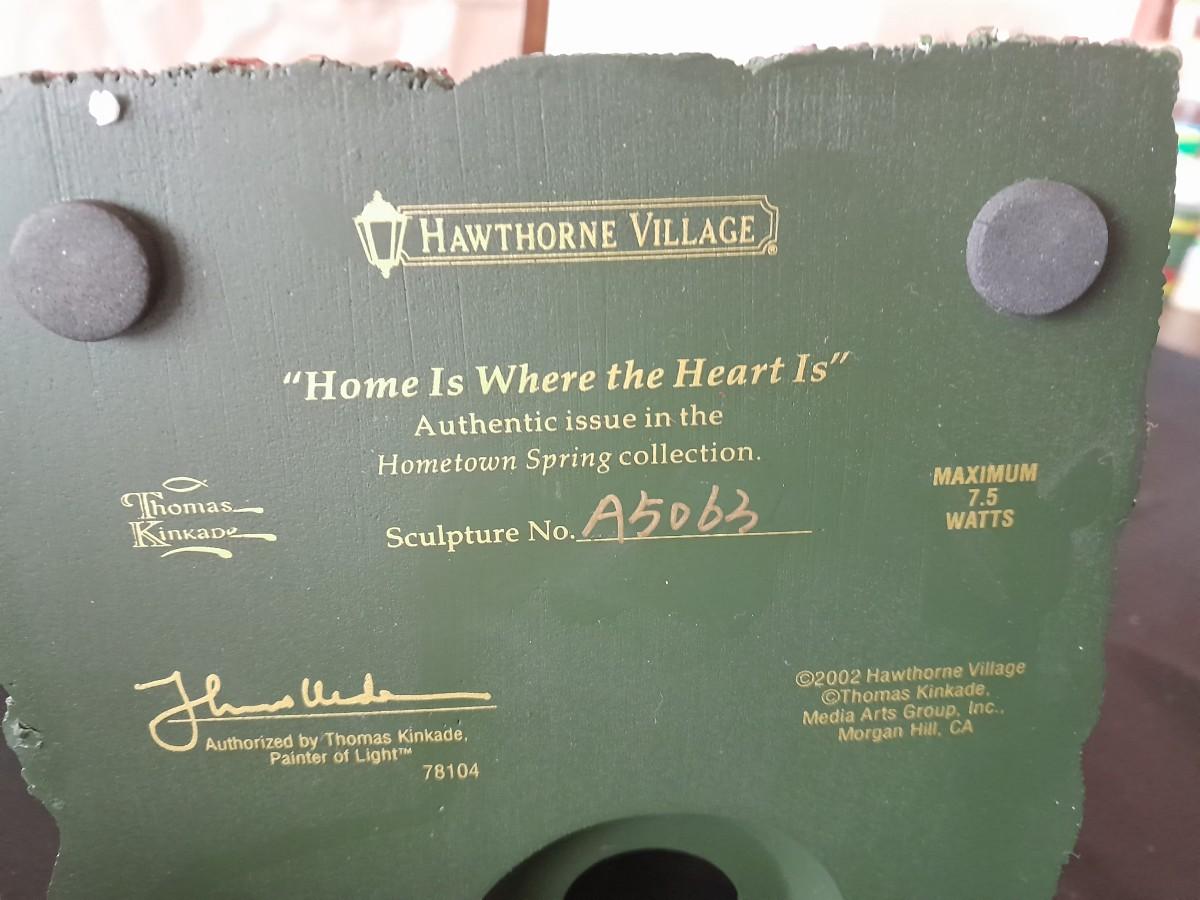 HAWTHORNE VILLAGE®
"Home Is Where the Heart Is"
Authentic issue in the
Hometown Spring collection.
Thomas
Kinkade
Sculpture No. A5063
MAXIMUM
7.5
WATTS
Authorized by Thomas Kinkade,
Painter of Light™
78104
©2002 Hawthorne Village
©Thomas Kinkade,
Media Arts Group, Inc.,
Morgan Hill, CA